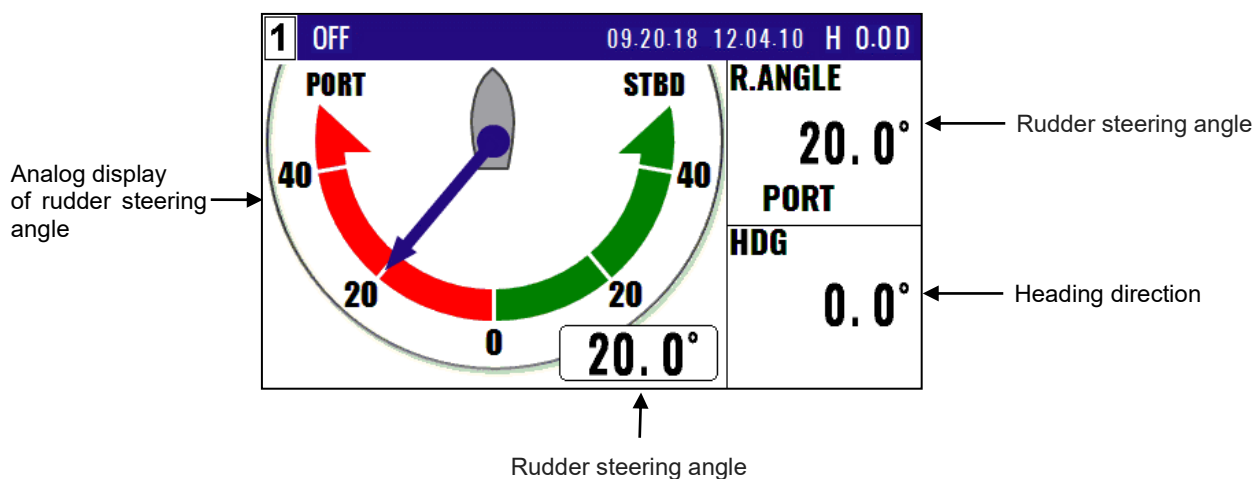 1 OFF 09.20.18 12.04.10 H 0.0D
PORT
STBD
R.ANGLE
20.0°
PORT
Rudder steering angle
Analog display
of rudder steering
angle
40
40
HDG
0.0°
Heading direction
20
20
0
20.0°
Rudder steering angle